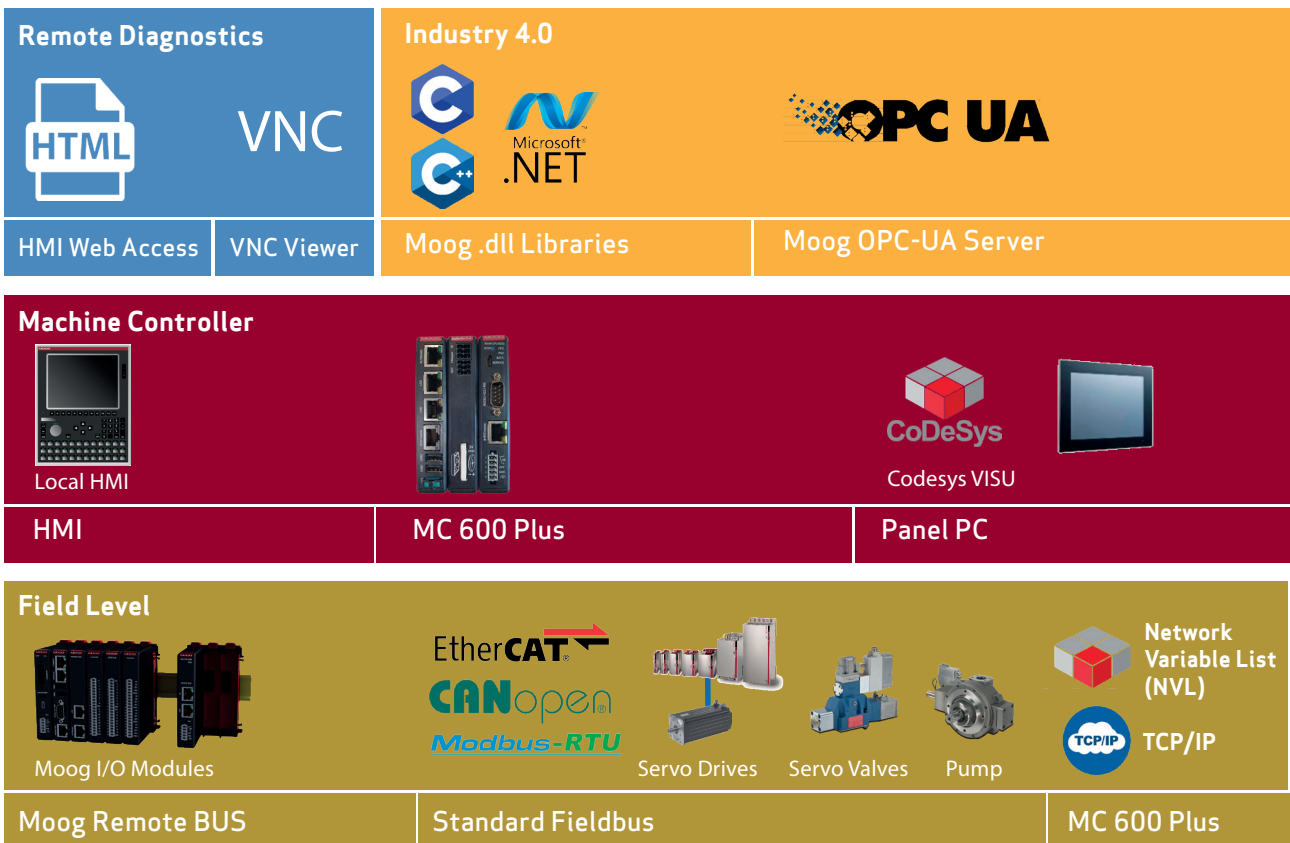 Remote Diagnostics
HTML
VNC
HMI Web Access
VNC Viewer
Industry 4.0
C
C++
Microsoft®
.NET
OPC UA
Moog .dll Libraries
Moog OPC-UA Server
Machine Controller
Local HMI
CoDeSys
Codesys VISU
HMI
MC 600 Plus
Panel PC
Field Level
Moog I/O Modules
EtherCAT®
CANopen®
Modbus-RTU
Servo Drives
Servo Valves
Pump
Network
Variable List
(NVL)
TCP/IP
TCP/IP
Moog Remote BUS
Standard Fieldbus
MC 600 Plus